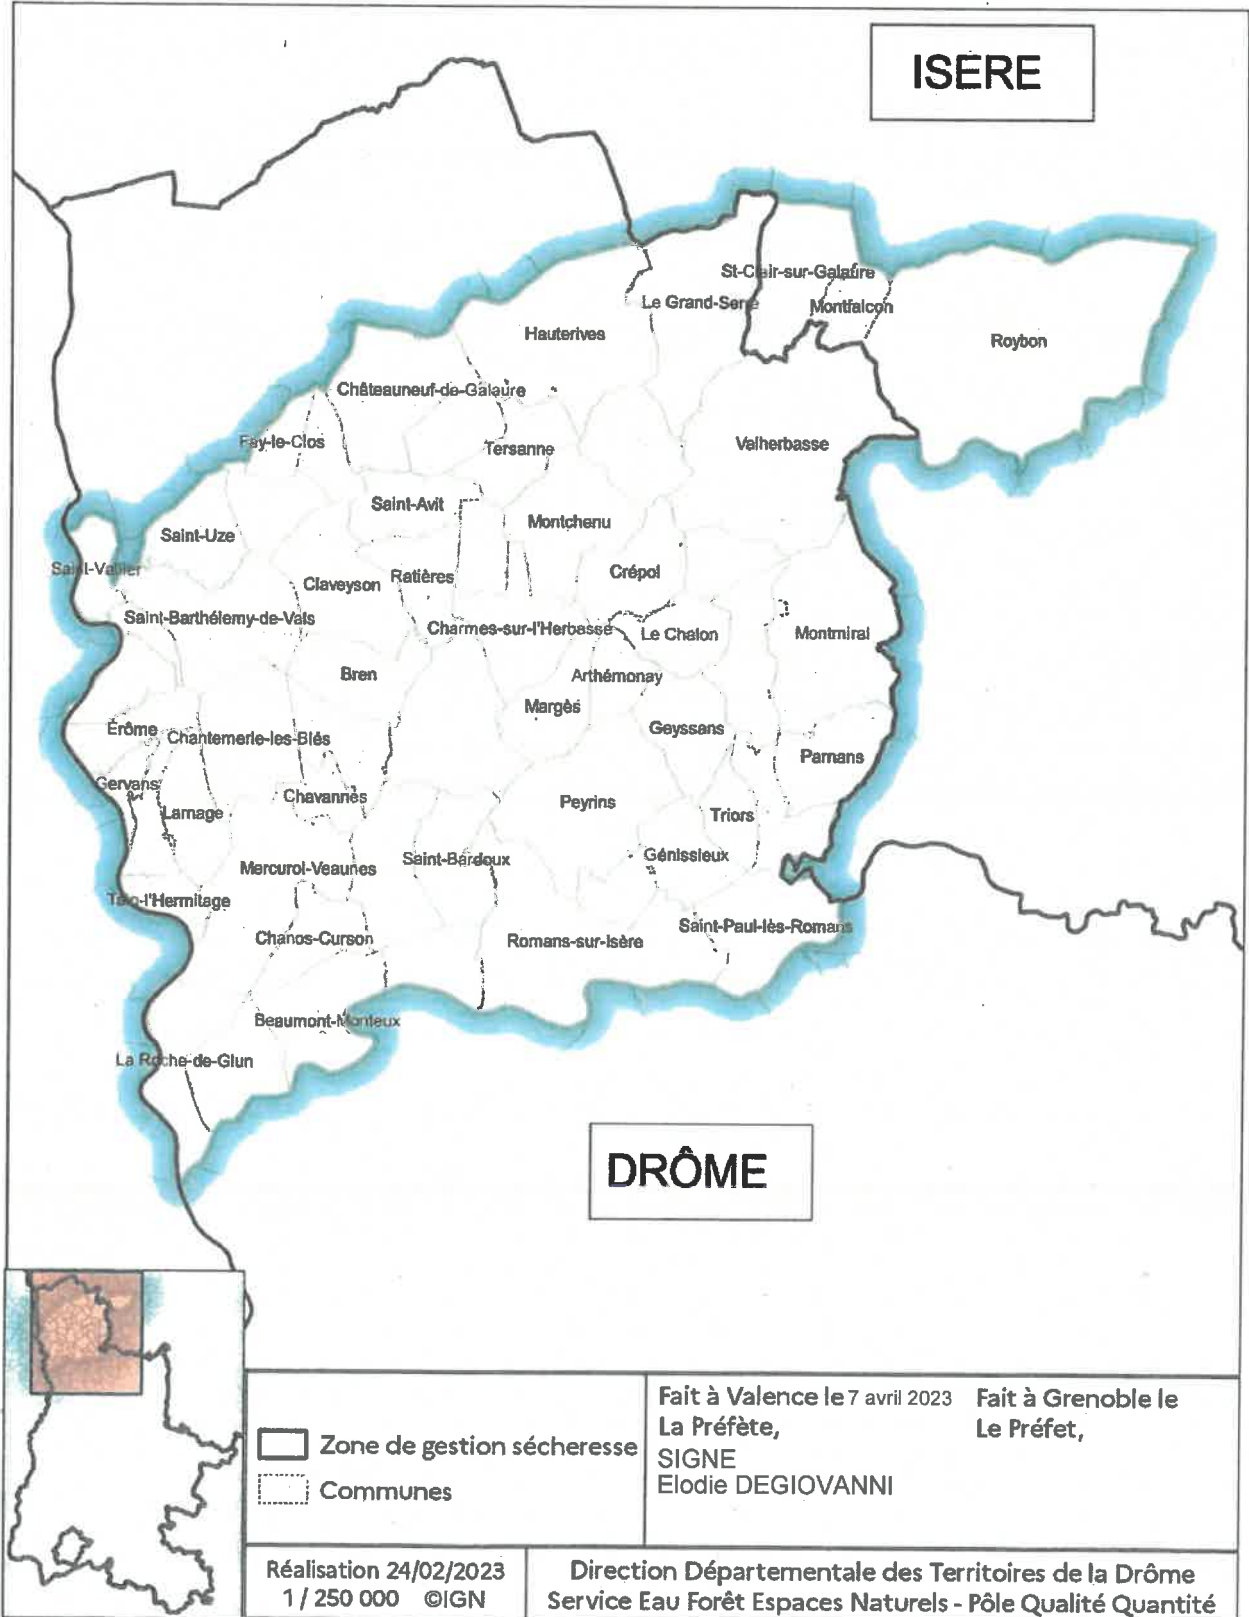 ISÈRE
St-Clair-sur-Galaure
Le Grand-Serre
Montfalcon
Hauterives
Roybon
Châteauneuf-de-Galaure
Fay-le-Clos
Tersanne
Valherbasse
Saint-Avit
Montchenu
Saint-Uze
Saint-Vallier
Claveyson
Ratières
Crépol
Saint-Barthélemy-de-Vals
Charmes-sur-l'Herbasse
Le Chalon
Montmiral
Bren
Arthémonay
Margès
Geyssans
Érôme
Chantemerle-les-Blés
Parnans
Gervans
Chavannes
Larnage
Peyrins
Triors
Mercurol-Veaunes
Saint-Bardoux
Génissieux
Tain-l'Hermitage
Chanos-Curson
Romans-sur-Isère
Saint-Paul-lès-Romans
Beaumont-Monteux
La Roche-de-Glun
DRÔME
Zone de gestion sécheresse
Communes
Fait à Valence le 7 avril 2023
La Préfète,
SIGNE
Elodie DEGIOVANNI
Fait à Grenoble le
Le Préfet,
Réalisation 24/02/2023
1 / 250 000 ©IGN
Direction Départementale des Territoires de la Drôme
Service Eau Forêt Espaces Naturels - Pôle Qualité Quantité